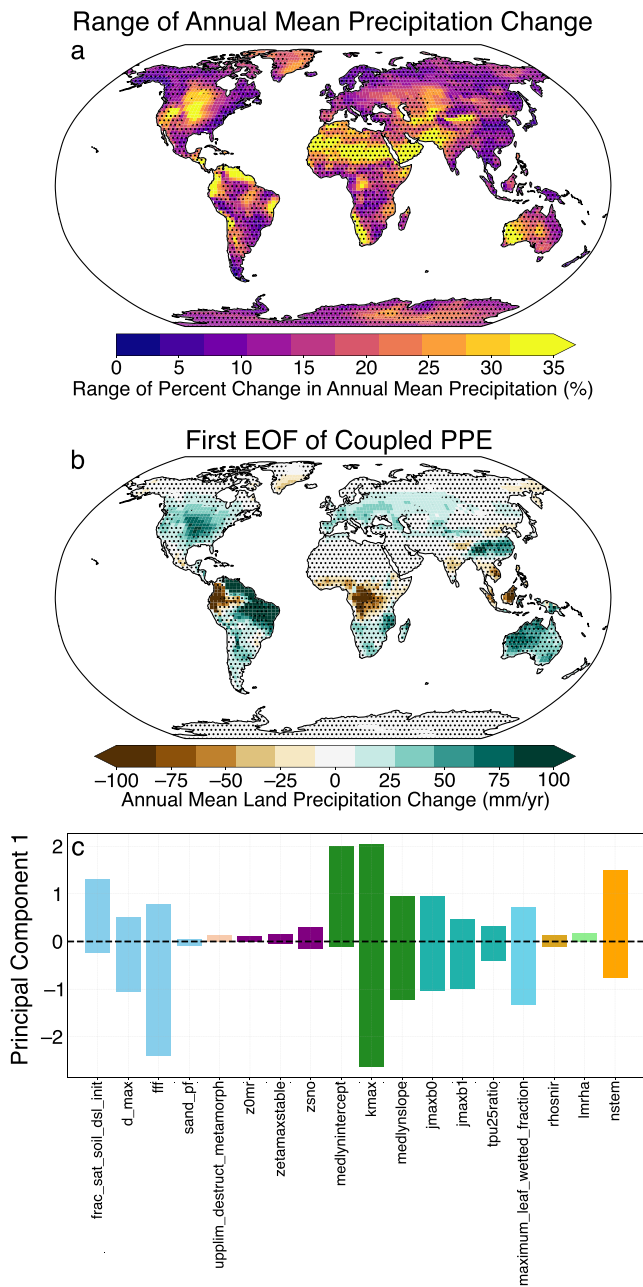 Range of Annual Mean Precipitation Change
a
0 5 10 15 20 25 30 35
Range of Percent Change in Annual Mean Precipitation (%)
First EOF of Coupled PPE
b
−100 −75 −50 −25 0 25 50 75 100
Annual Mean Land Precipitation Change (mm/yr)
c
Principal Component 1
2
1
0
−1
−2
frac_sat_soil_dsl_init
d_max
fff
sand_pf
upplim_destruct_metamorph
z0mr
zetamaxstable
zsno
medlynintercept
kmax
medlynslope
jmaxb0
jmaxb1
tpu25ratio
maximum_leaf_wetted_fraction
rhosnir
lmrha
nstem